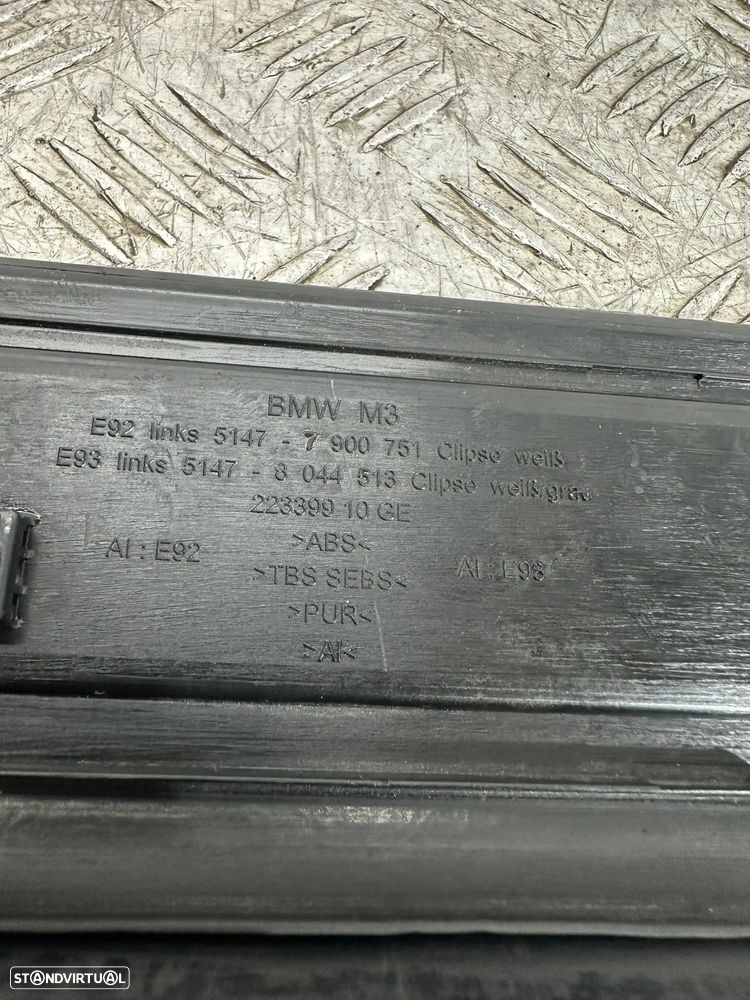 BMW M3
E92 links 5147 - 7 900 751 Clipse weiß
E93 links 5147 - 8 044 513 Clipse weiß/grau
223399 10 GE
AI : E92
>ABS<
AI : E93
>TBS SEBS<
>PUR<
>AI<
STANDVIRTUAL